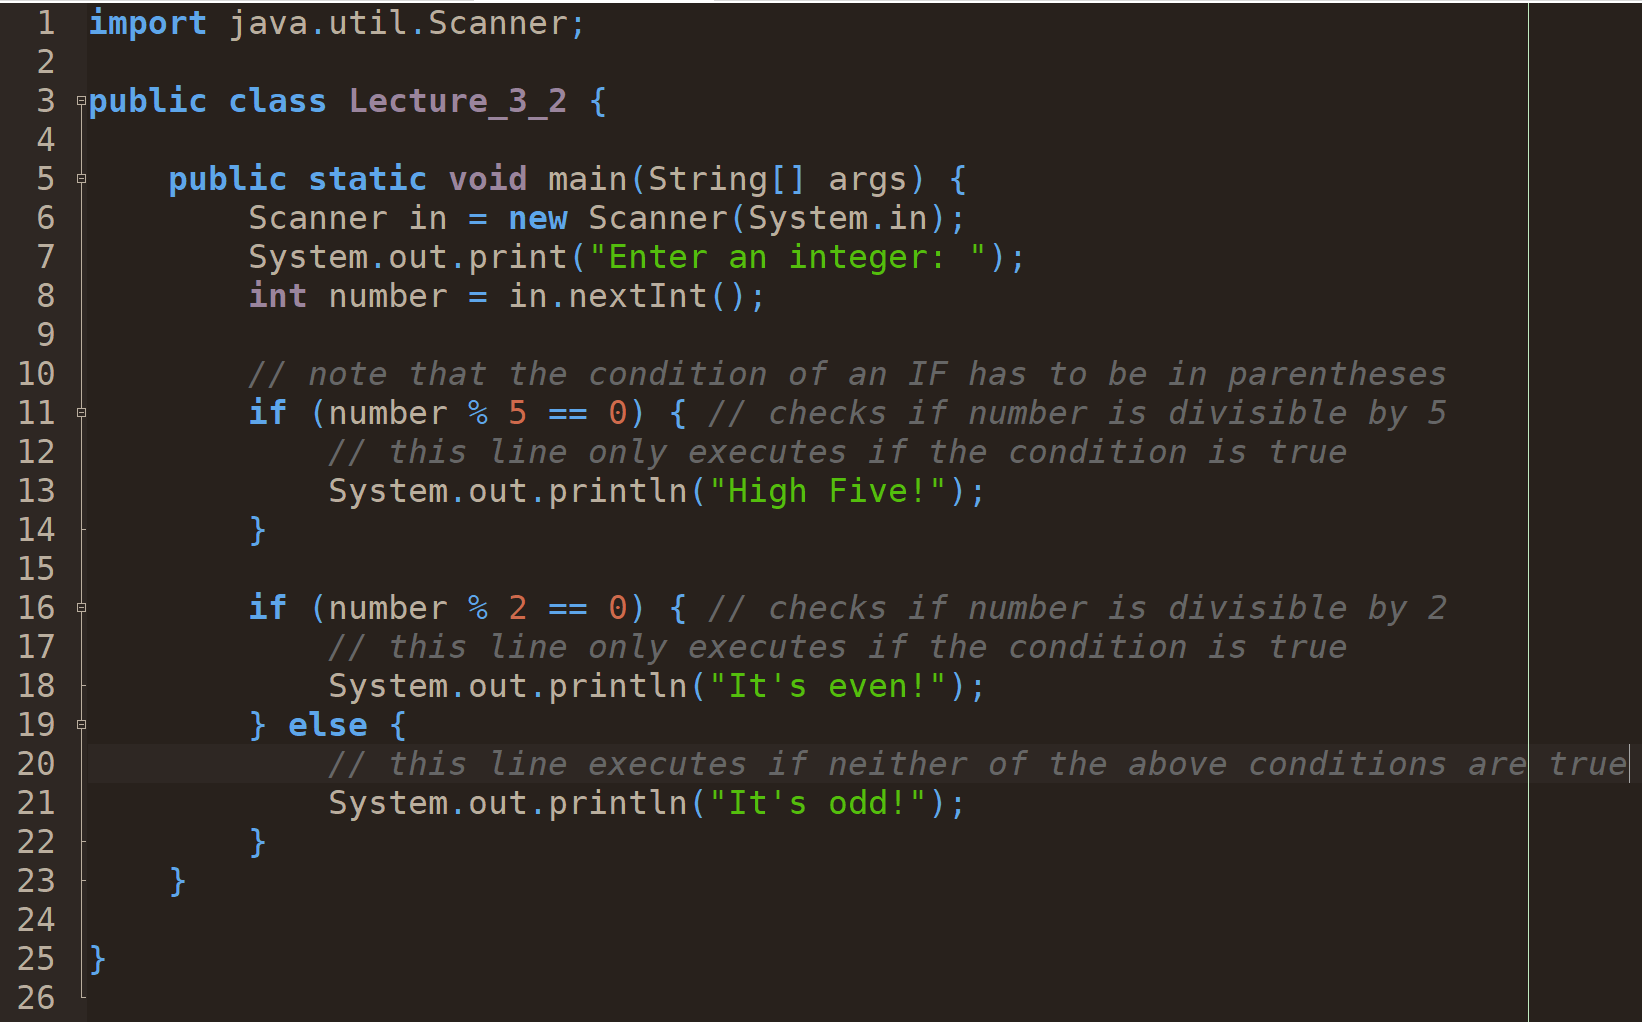 1 import java.util.Scanner;
2
3 public class Lecture_3_2 {
4
5     public static void main(String[] args) {
6         Scanner in = new Scanner(System.in);
7         System.out.print("Enter an integer: ");
8         int number = in.nextInt();
9
10         // note that the condition of an IF has to be in parentheses
11         if (number % 5 == 0) { // checks if number is divisible by 5
12             // this line only executes if the condition is true
13             System.out.println("High Five!");
14         }
15
16         if (number % 2 == 0) { // checks if number is divisible by 2
17             // this line only executes if the condition is true
18             System.out.println("It's even!");
19         } else {
20             // this line executes if neither of the above conditions are true
21             System.out.println("It's odd!");
22         }
23     }
24
25 }
26